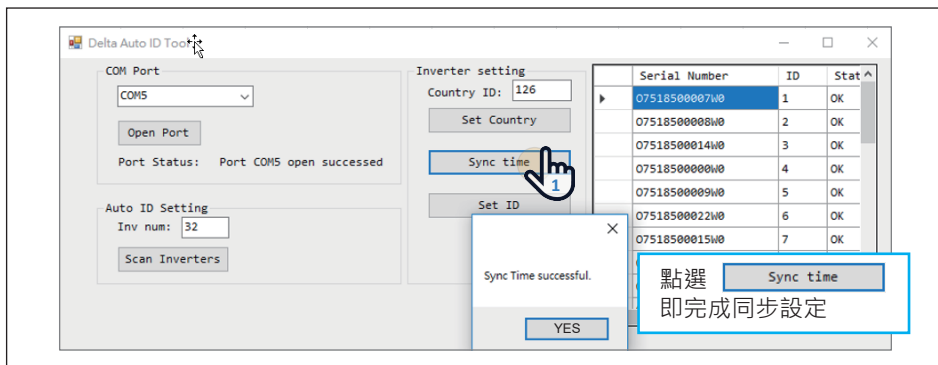 Delta Auto ID Tool
COM Port
COM5
Open Port
Port Status: Port COM5 open successed
Auto ID Setting
Inv num: 32
Scan Inverters
Inverter setting
Country ID: 126
Set Country
Sync time
1
Set ID
Serial Number ID Stat
O7518500007W0 1 OK
O7518500008W0 2 OK
O7518500014W0 3 OK
O7518500000W0 4 OK
O7518500009W0 5 OK
O7518500022W0 6 OK
O7518500015W0 7 OK
Sync Time successful.
YES
點選 Sync time
即完成同步設定